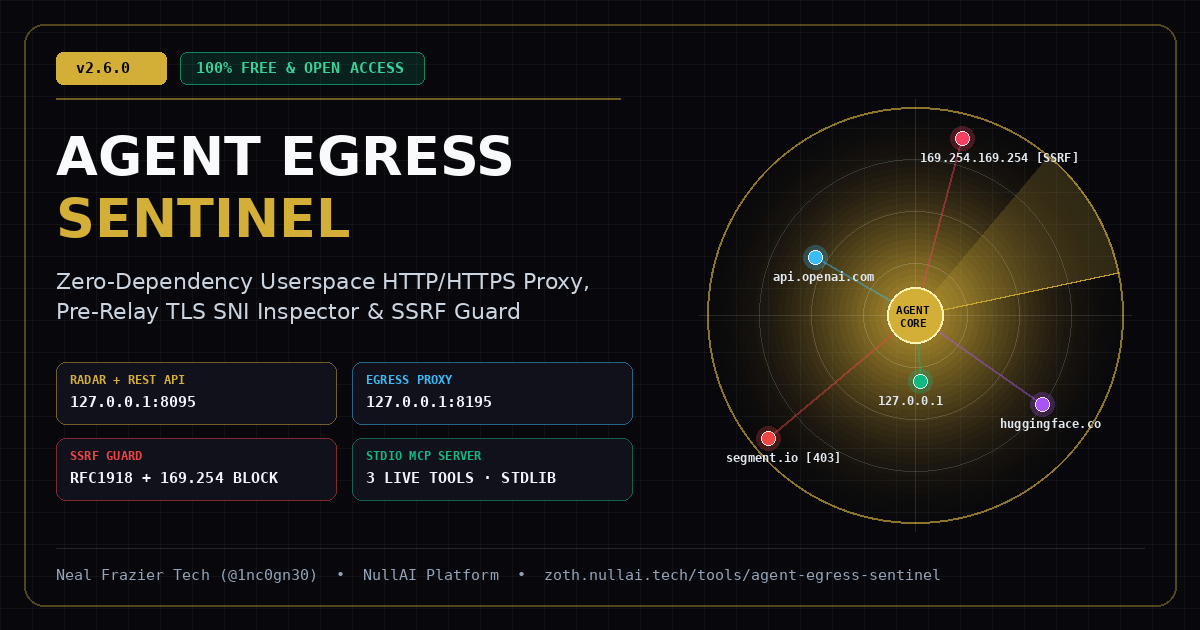 v2.6.0
100% FREE & OPEN ACCESS
AGENT EGRESS
SENTINEL
Zero-Dependency Userspace HTTP/HTTPS Proxy,
Pre-Relay TLS SNI Inspector & SSRF Guard
RADAR + REST API
127.0.0.1:8095
EGRESS PROXY
127.0.0.1:8195
SSRF GUARD
RFC1918 + 169.254 BLOCK
STDIO MCP SERVER
3 LIVE TOOLS · STDLIB
169.254.169.254 [SSRF]
api.openai.com
AGENT
CORE
127.0.0.1
huggingface.co
segment.io [403]
Neal Frazier Tech (@1nc0gn30) • NullAI Platform • zoth.nullai.tech/tools/agent-egress-sentinel